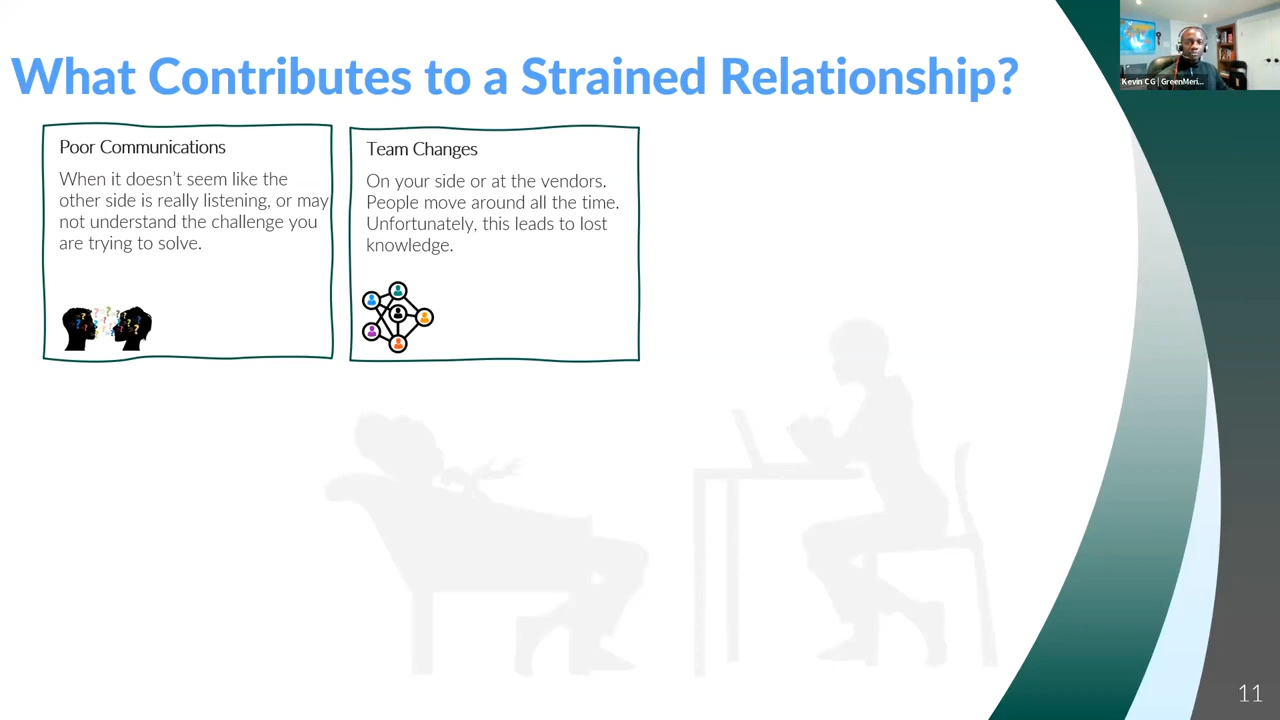 What Contributes to a Strained Relationship?
Poor Communications
When it doesn’t seem like the
other side is really listening, or may
not understand the challenge you
are trying to solve.
Team Changes
On your side or at the vendors.
People move around all the time.
Unfortunately, this leads to lost
knowledge.
Kevin CG | GreenMeri...
11